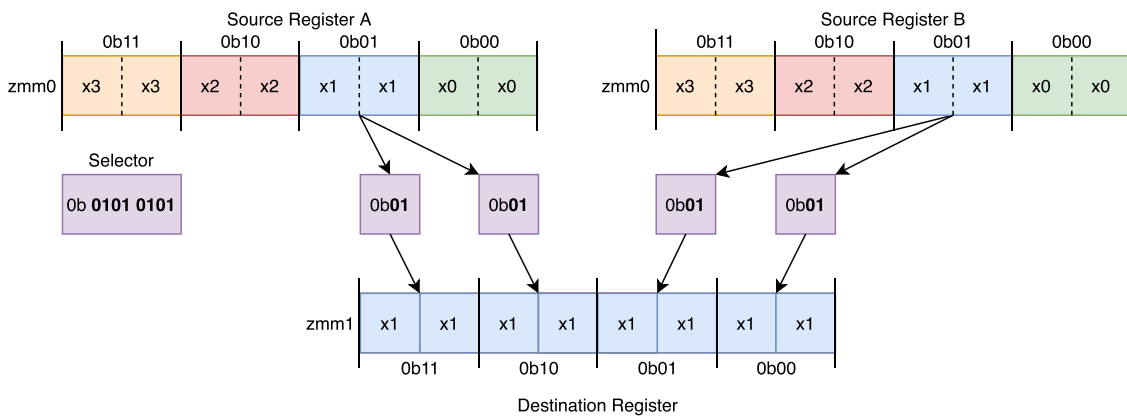 Source Register A
Source Register B
0b11 0b10 0b01 0b00
0b11 0b10 0b01 0b00
zmm0 x3 x3 x2 x2 x1 x1 x0 x0
zmm0 x3 x3 x2 x2 x1 x1 x0 x0
Selector
0b 0101 0101
0b01 0b01 0b01 0b01
zmm1 x1 x1 x1 x1 x1 x1 x1 x1
0b11 0b10 0b01 0b00
Destination Register